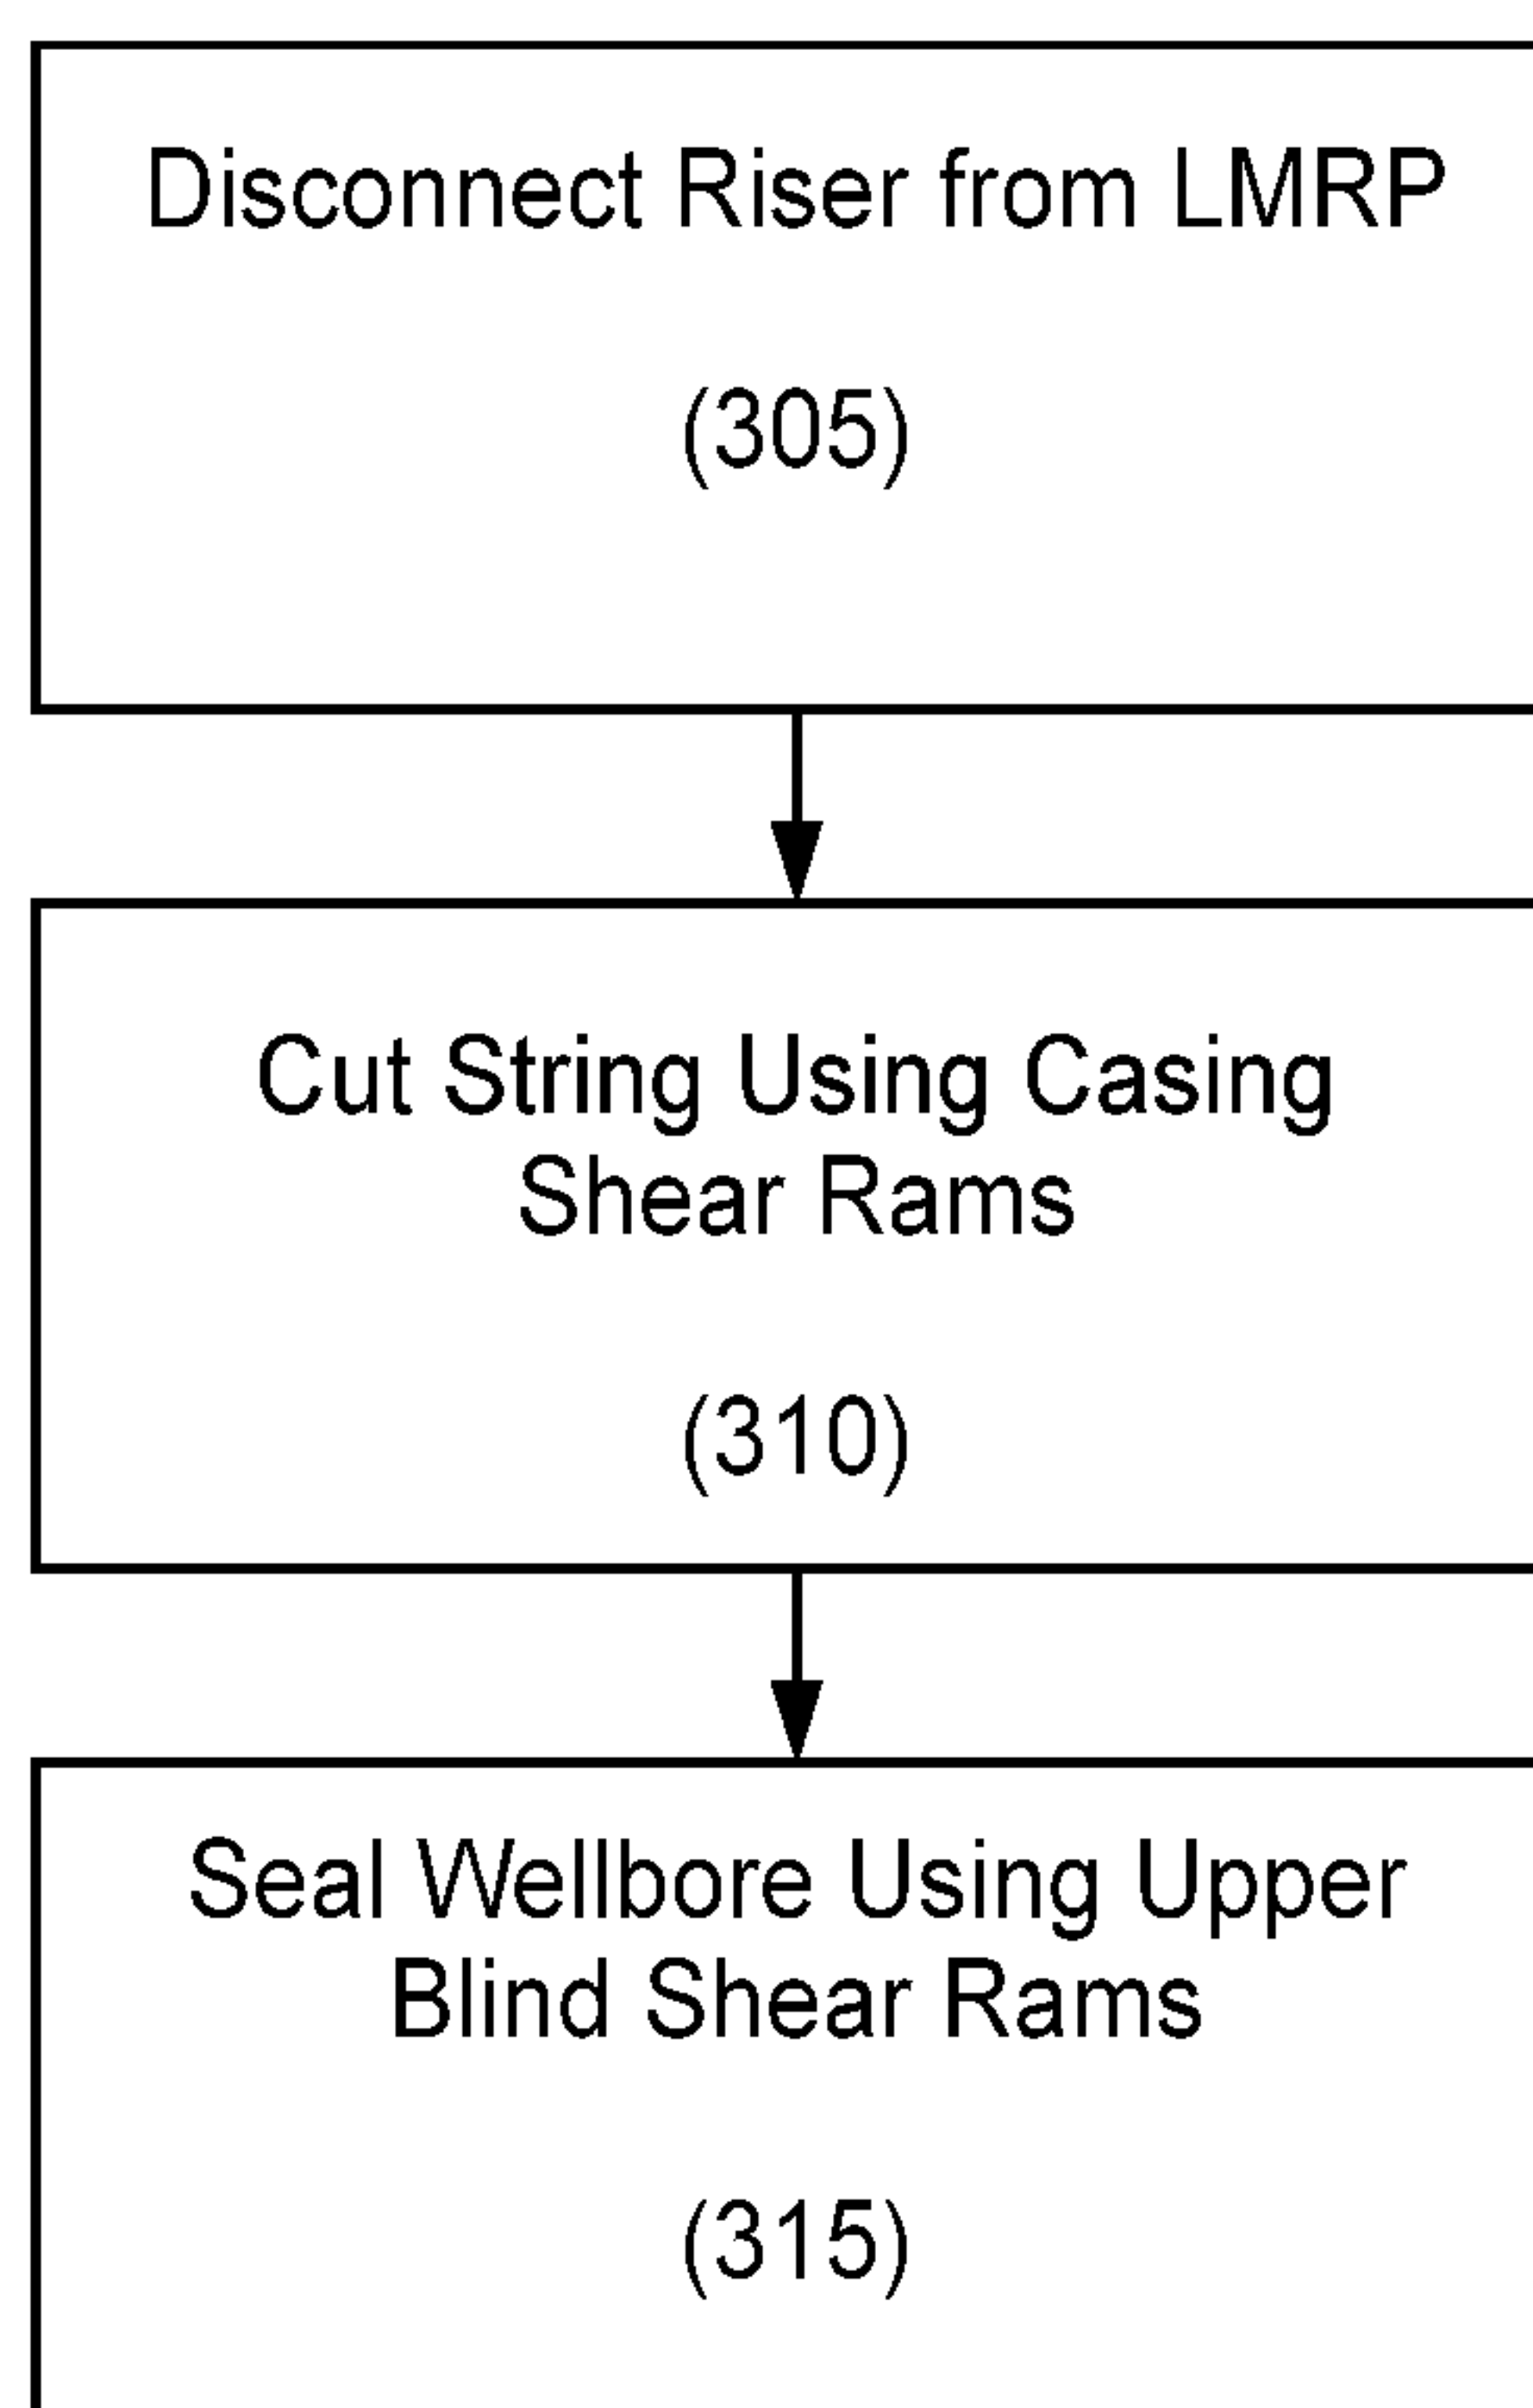 Disconnect Riser from LMRP
(305)
Cut String Using Casing
Shear Rams
(310)
Seal Wellbore Using Upper
Blind Shear Rams
(315)